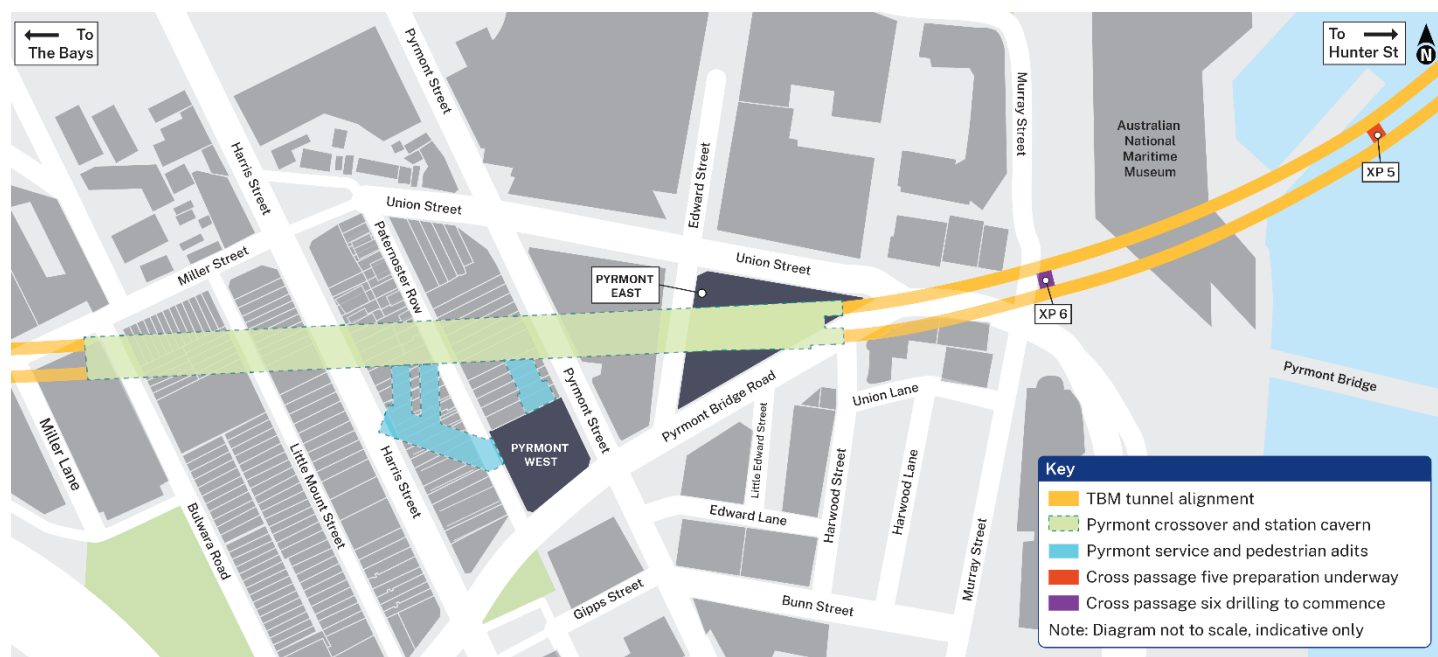 To
The Bays
To
Hunter St
N
Pyrmont Street
Murray Street
Australian
National
Maritime
Museum
XP 5
Harris Street
Edward Street
Union Street
Paternoster Row
Miller Street
Union Street
PYRMONT
EAST
XP 6
Pyrmont Bridge
Pyrmont Street
Pyrmont Bridge Road
Union Lane
Miller Lane
Little Mount Street
Harris Street
PYRMONT
WEST
Little Edward Street
Harwood Street
Harwood Lane
Bulwara Road
Edward Lane
Murray Street
Gipps Street
Bunn Street
Key
TBM tunnel alignment
Pyrmont crossover and station cavern
Pyrmont service and pedestrian adits
Cross passage five preparation underway
Cross passage six drilling to commence
Note: Diagram not to scale, indicative only